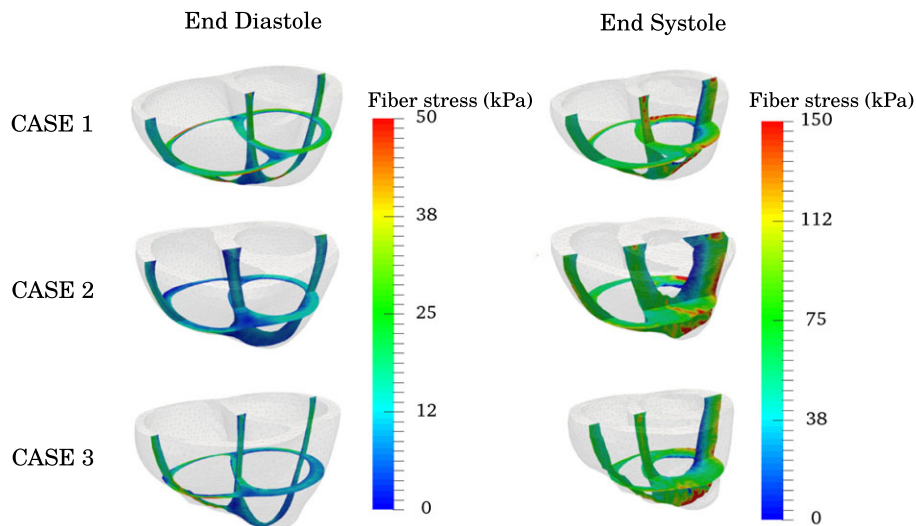 End Diastole
End Systole
Fiber stress (kPa)
Fiber stress (kPa)
CASE 1
50
38
25
12
0
150
112
75
38
0
CASE 2
CASE 3